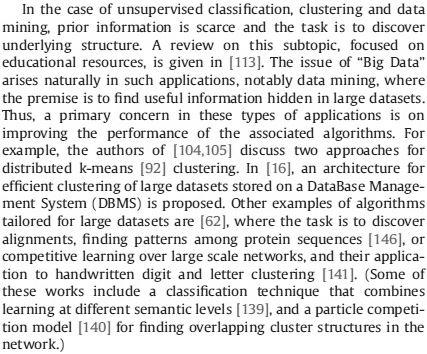 In the case of unsupervised classification, clustering and data
mining, prior information is scarce and the task is to discover
underlying structure. A review on this subtopic, focused on
educational resources, is given in [113]. The issue of “Big Data”
arises naturally in such applications, notably data mining, where
the premise is to find useful information hidden in large datasets.
Thus, a primary concern in these types of applications is on
improving the performance of the associated algorithms. For
example, the authors of [104,105] discuss two approaches for
distributed k-means [92] clustering. In [16], an architecture for
efficient clustering of large datasets stored on a DataBase Manage-
ment System (DBMS) is proposed. Other examples of algorithms
tailored for large datasets are [62], where the task is to discover
alignments, finding patterns among protein sequences [146], or
competitive learning over large scale networks, and their applica-
tion to handwritten digit and letter clustering [141]. (Some of
these works include a classification technique that combines
learning at different semantic levels [139], and a particle competi-
tion model [140] for finding overlapping cluster structures in the
network.)